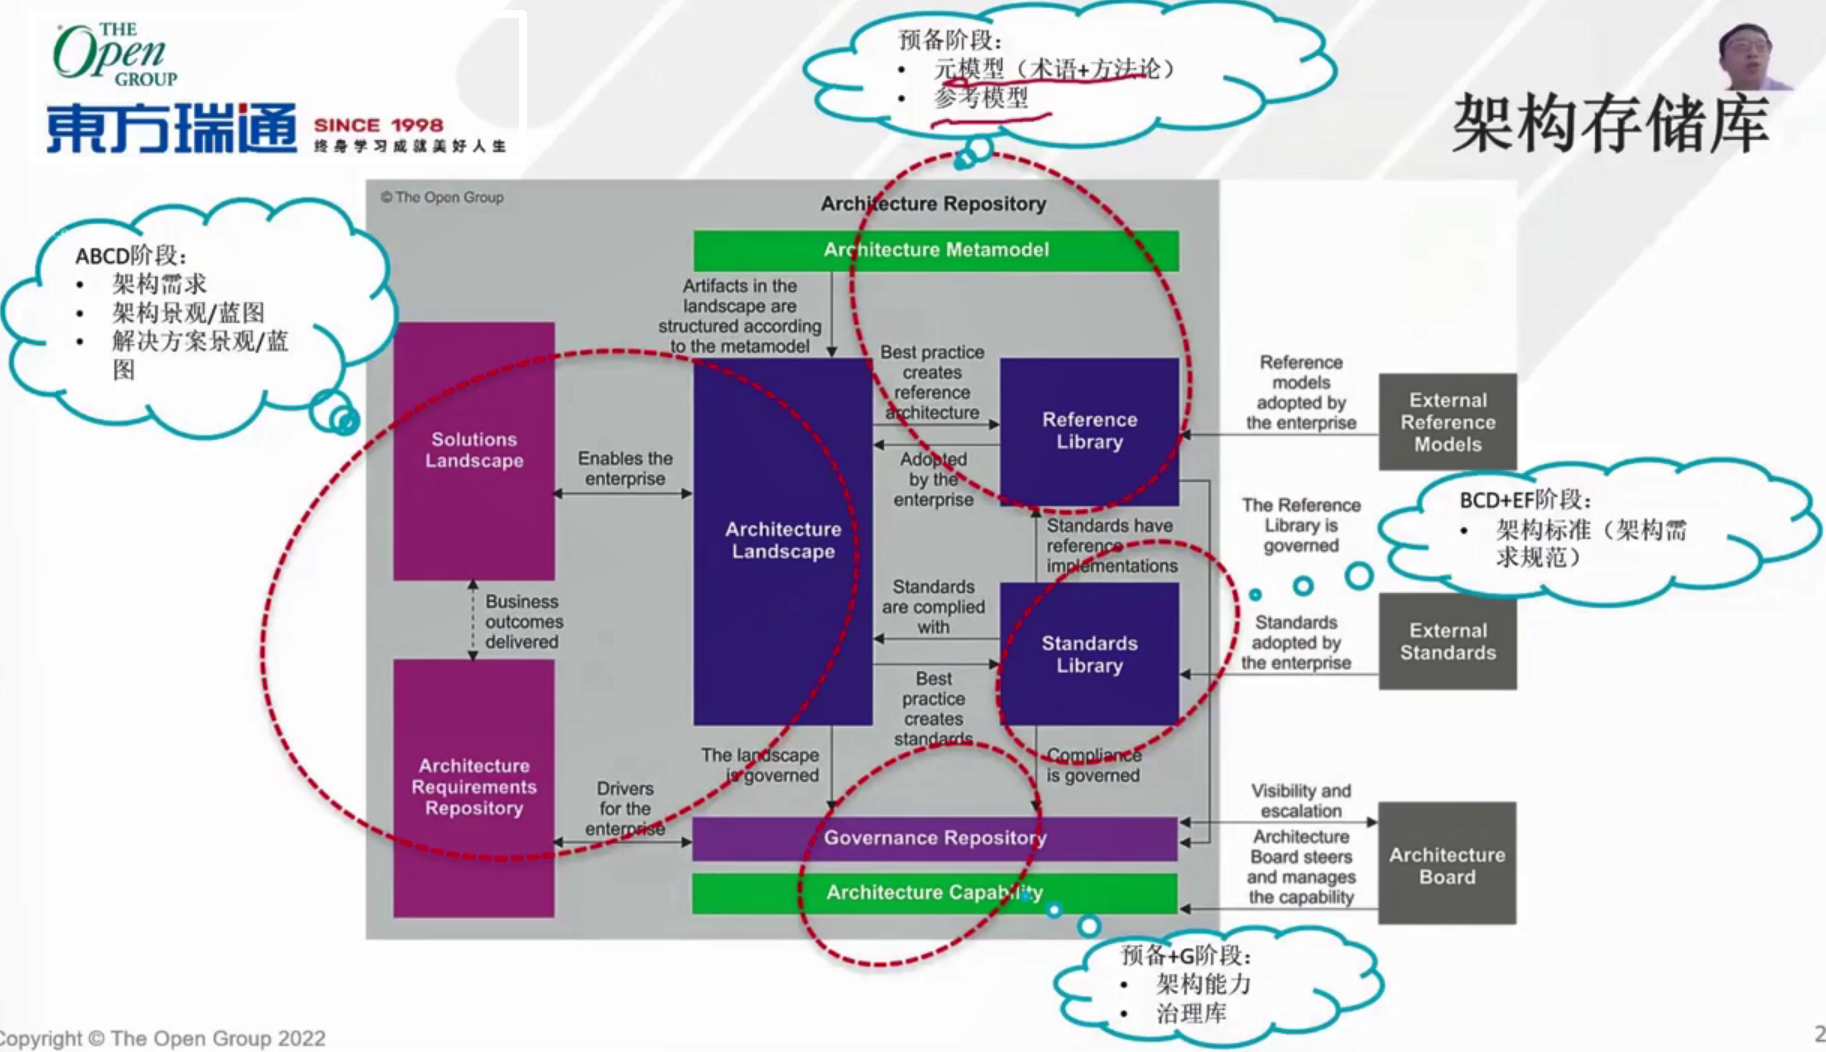 THE
Open
GROUP
東方瑞通
SINCE 1998
终身学习成就美好人生
架构存储库
预备阶段：
• 元模型（术语+方法论）
• 参考模型
ABCD阶段：
• 架构需求
• 架构景观/蓝图
• 解决方案景观/蓝
图
© The Open Group
Architecture Repository
Architecture Metamodel
Artifacts in the
landscape are
structured according
to the metamodel
Solutions
Landscape
Enables the
enterprise
Architecture
Landscape
Best practice
creates
reference
architecture
Adopted
by the
enterprise
Reference
Library
Reference
models
adopted by
the enterprise
External
Reference
Models
BCD+EF阶段：
• 架构标准（架构需
求规范）
The Reference
Library is
governed
Standards have
reference
implementations
Business
outcomes
delivered
Standards
are complied
with
Standards
Library
Standards
adopted by
the enterprise
External
Standards
Best
practice
creates
standards
Architecture
Requirements
Repository
Drivers
for the
enterprise
The landscape
is governed
Compliance
is governed
Governance Repository
Architecture Capability
Visibility and
escalation
Architecture
Board steers
and manages
the capability
Architecture
Board
预备+G阶段：
• 架构能力
• 治理库
Copyright © The Open Group 2022
2